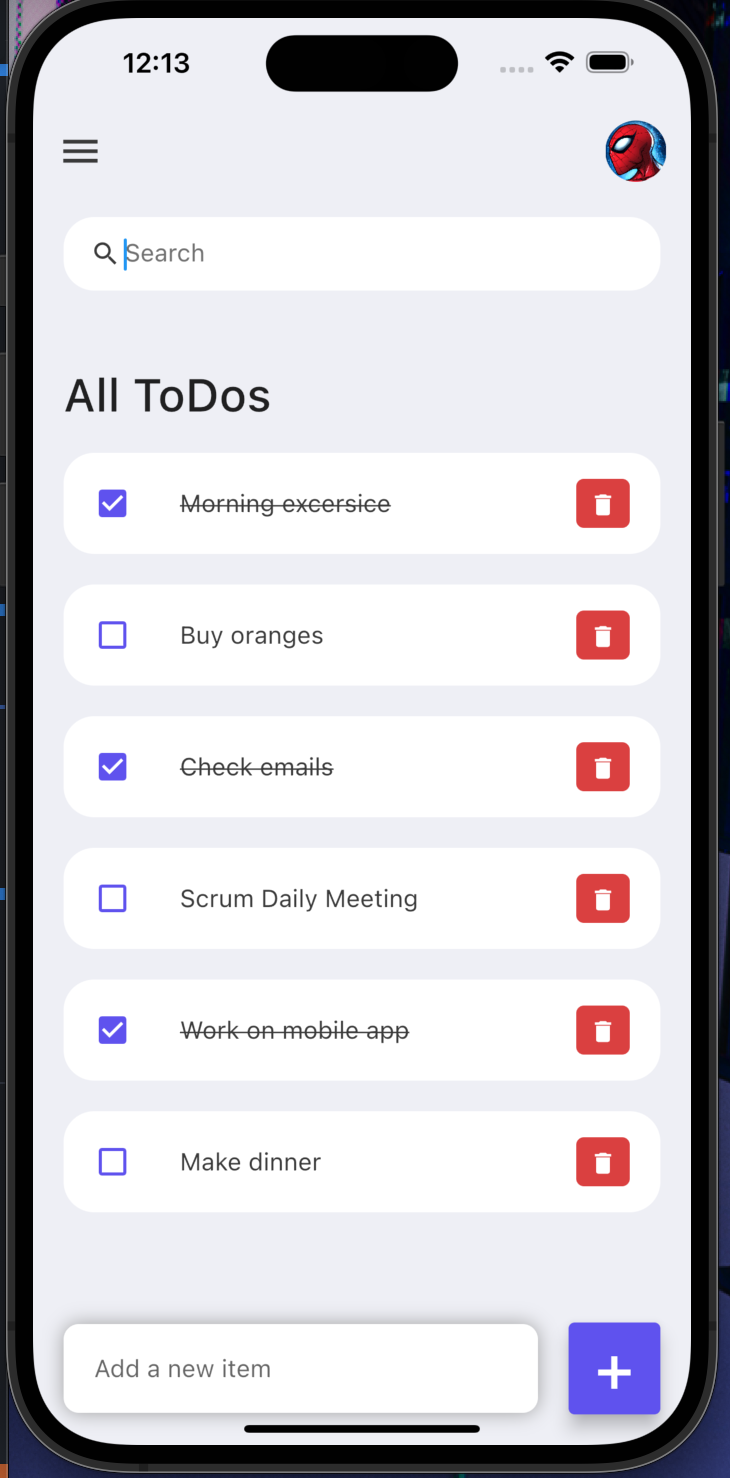 12:13
Search
All ToDos
Morning excersice
Buy oranges
Check emails
Scrum Daily Meeting
Work on mobile app
Make dinner
Add a new item